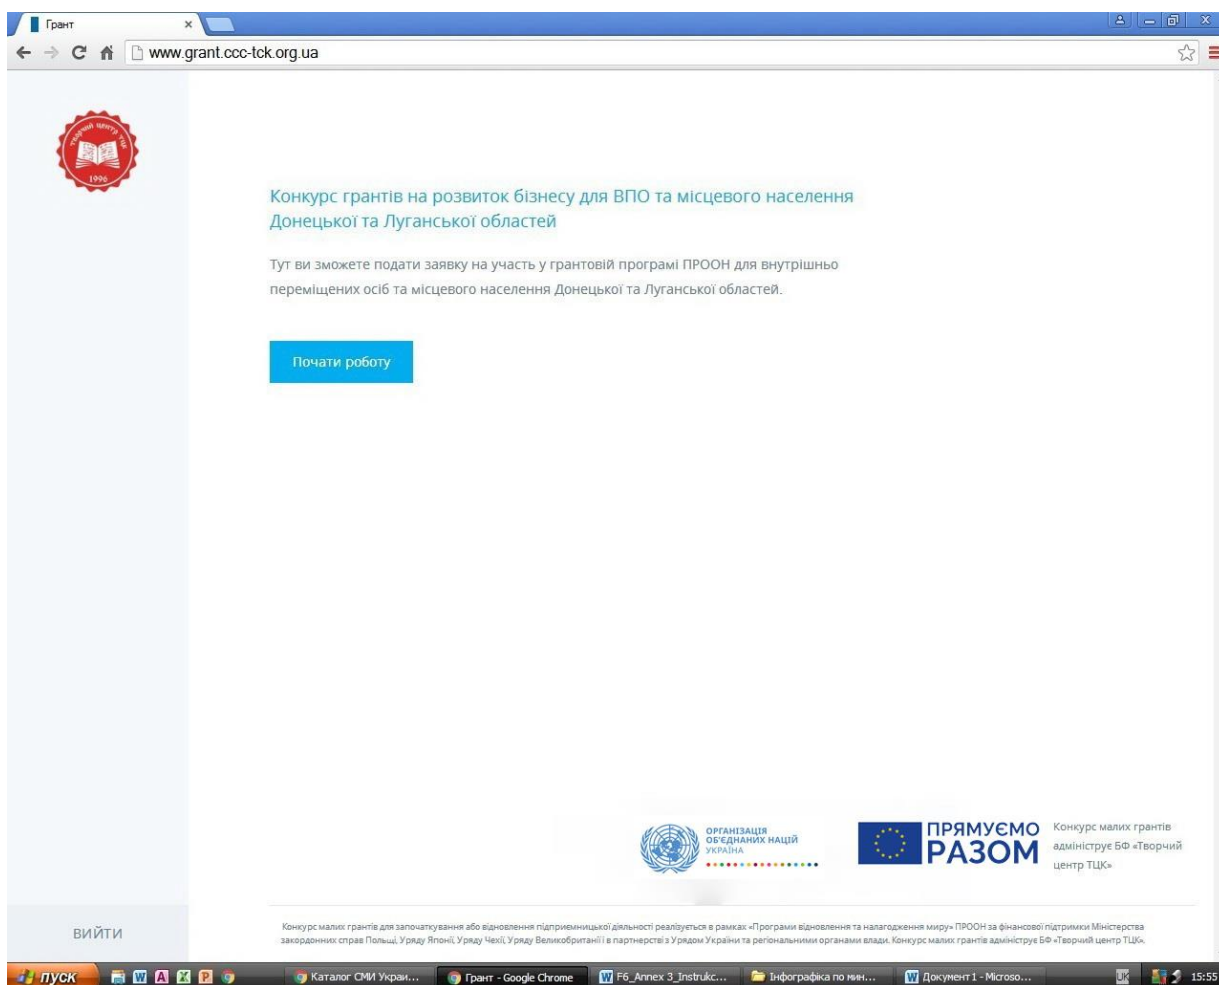 Грант
www.grant.ccc-tck.org.ua
Творчий центр ТЦК
1996
Конкурс грантів на розвиток бізнесу для ВПО та місцевого населення
Донецької та Луганської областей
Тут ви зможете подати заявку на участь у грантовій програмі ПРООН для внутрішньо
переміщених осіб та місцевого населення Донецької та Луганської областей.
Почати роботу
ОРГАНІЗАЦІЯ
ОБ'ЄДНАНИХ НАЦІЙ
УКРАЇНА
ПРЯМУЄМО
РАЗОМ
Конкурс малих грантів
адмініструє БФ «Творчий
центр ТЦК»
ВИЙТИ
Конкурс малих грантів для започаткування або відновлення підприємницької діяльності реалізується в рамках «Програми відновлення та налагодження миру» ПРООН за фінансової підтримки Міністерства
закордонних справ Польщі, Уряду Японії, Уряду Чехії, Уряду Великобританії і в партнерстві з Урядом України та регіональними органами влади. Конкурс малих грантів адмініструє БФ «Творчий центр ТЦК».
пуск
Каталог СМИ Украи...
Грант - Google Chrome
F6_Annex 3_Instrukc...
Інфографіка по мин...
Документ1 - Microso...
UK
15:55